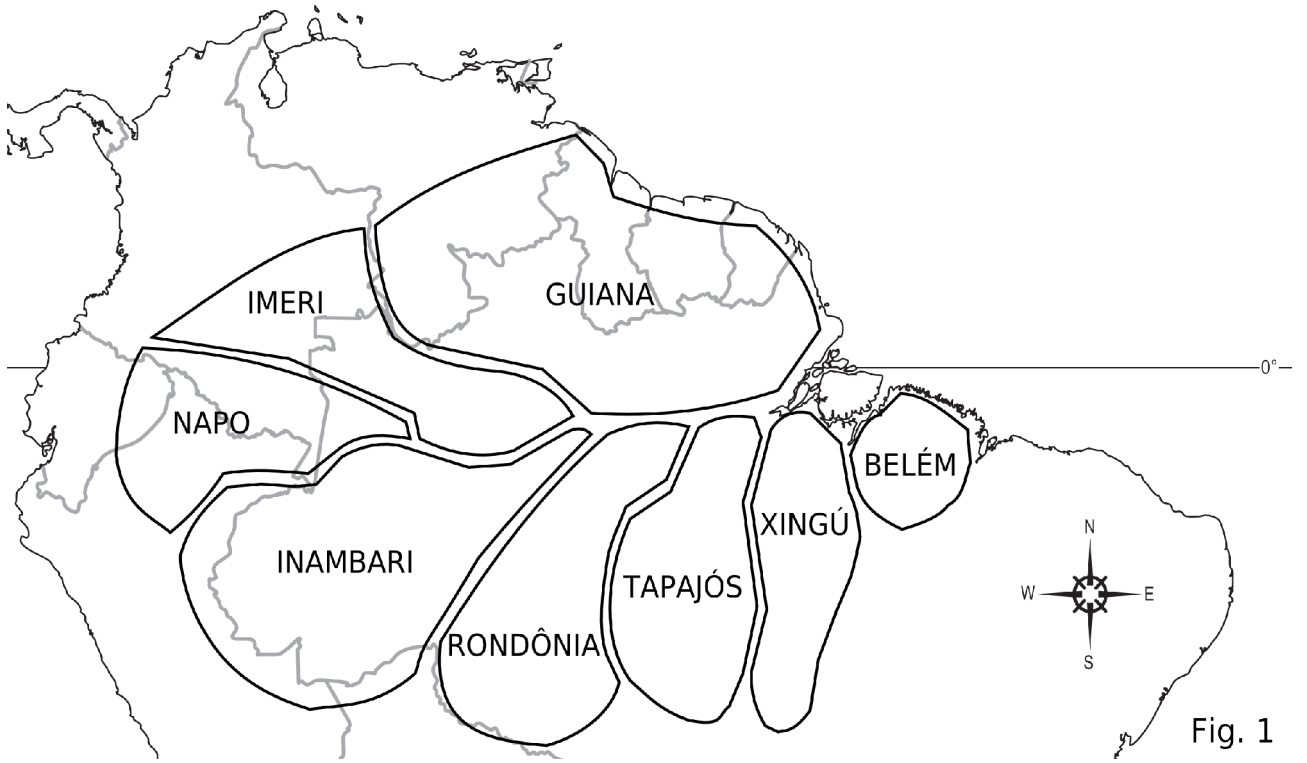 IMERI
GUIANA
0°
NAPO
BELÉM
XINGÚ
N
INAMBARI
TAPAJÓS
W
E
RONDÔNIA
S
Fig. 1